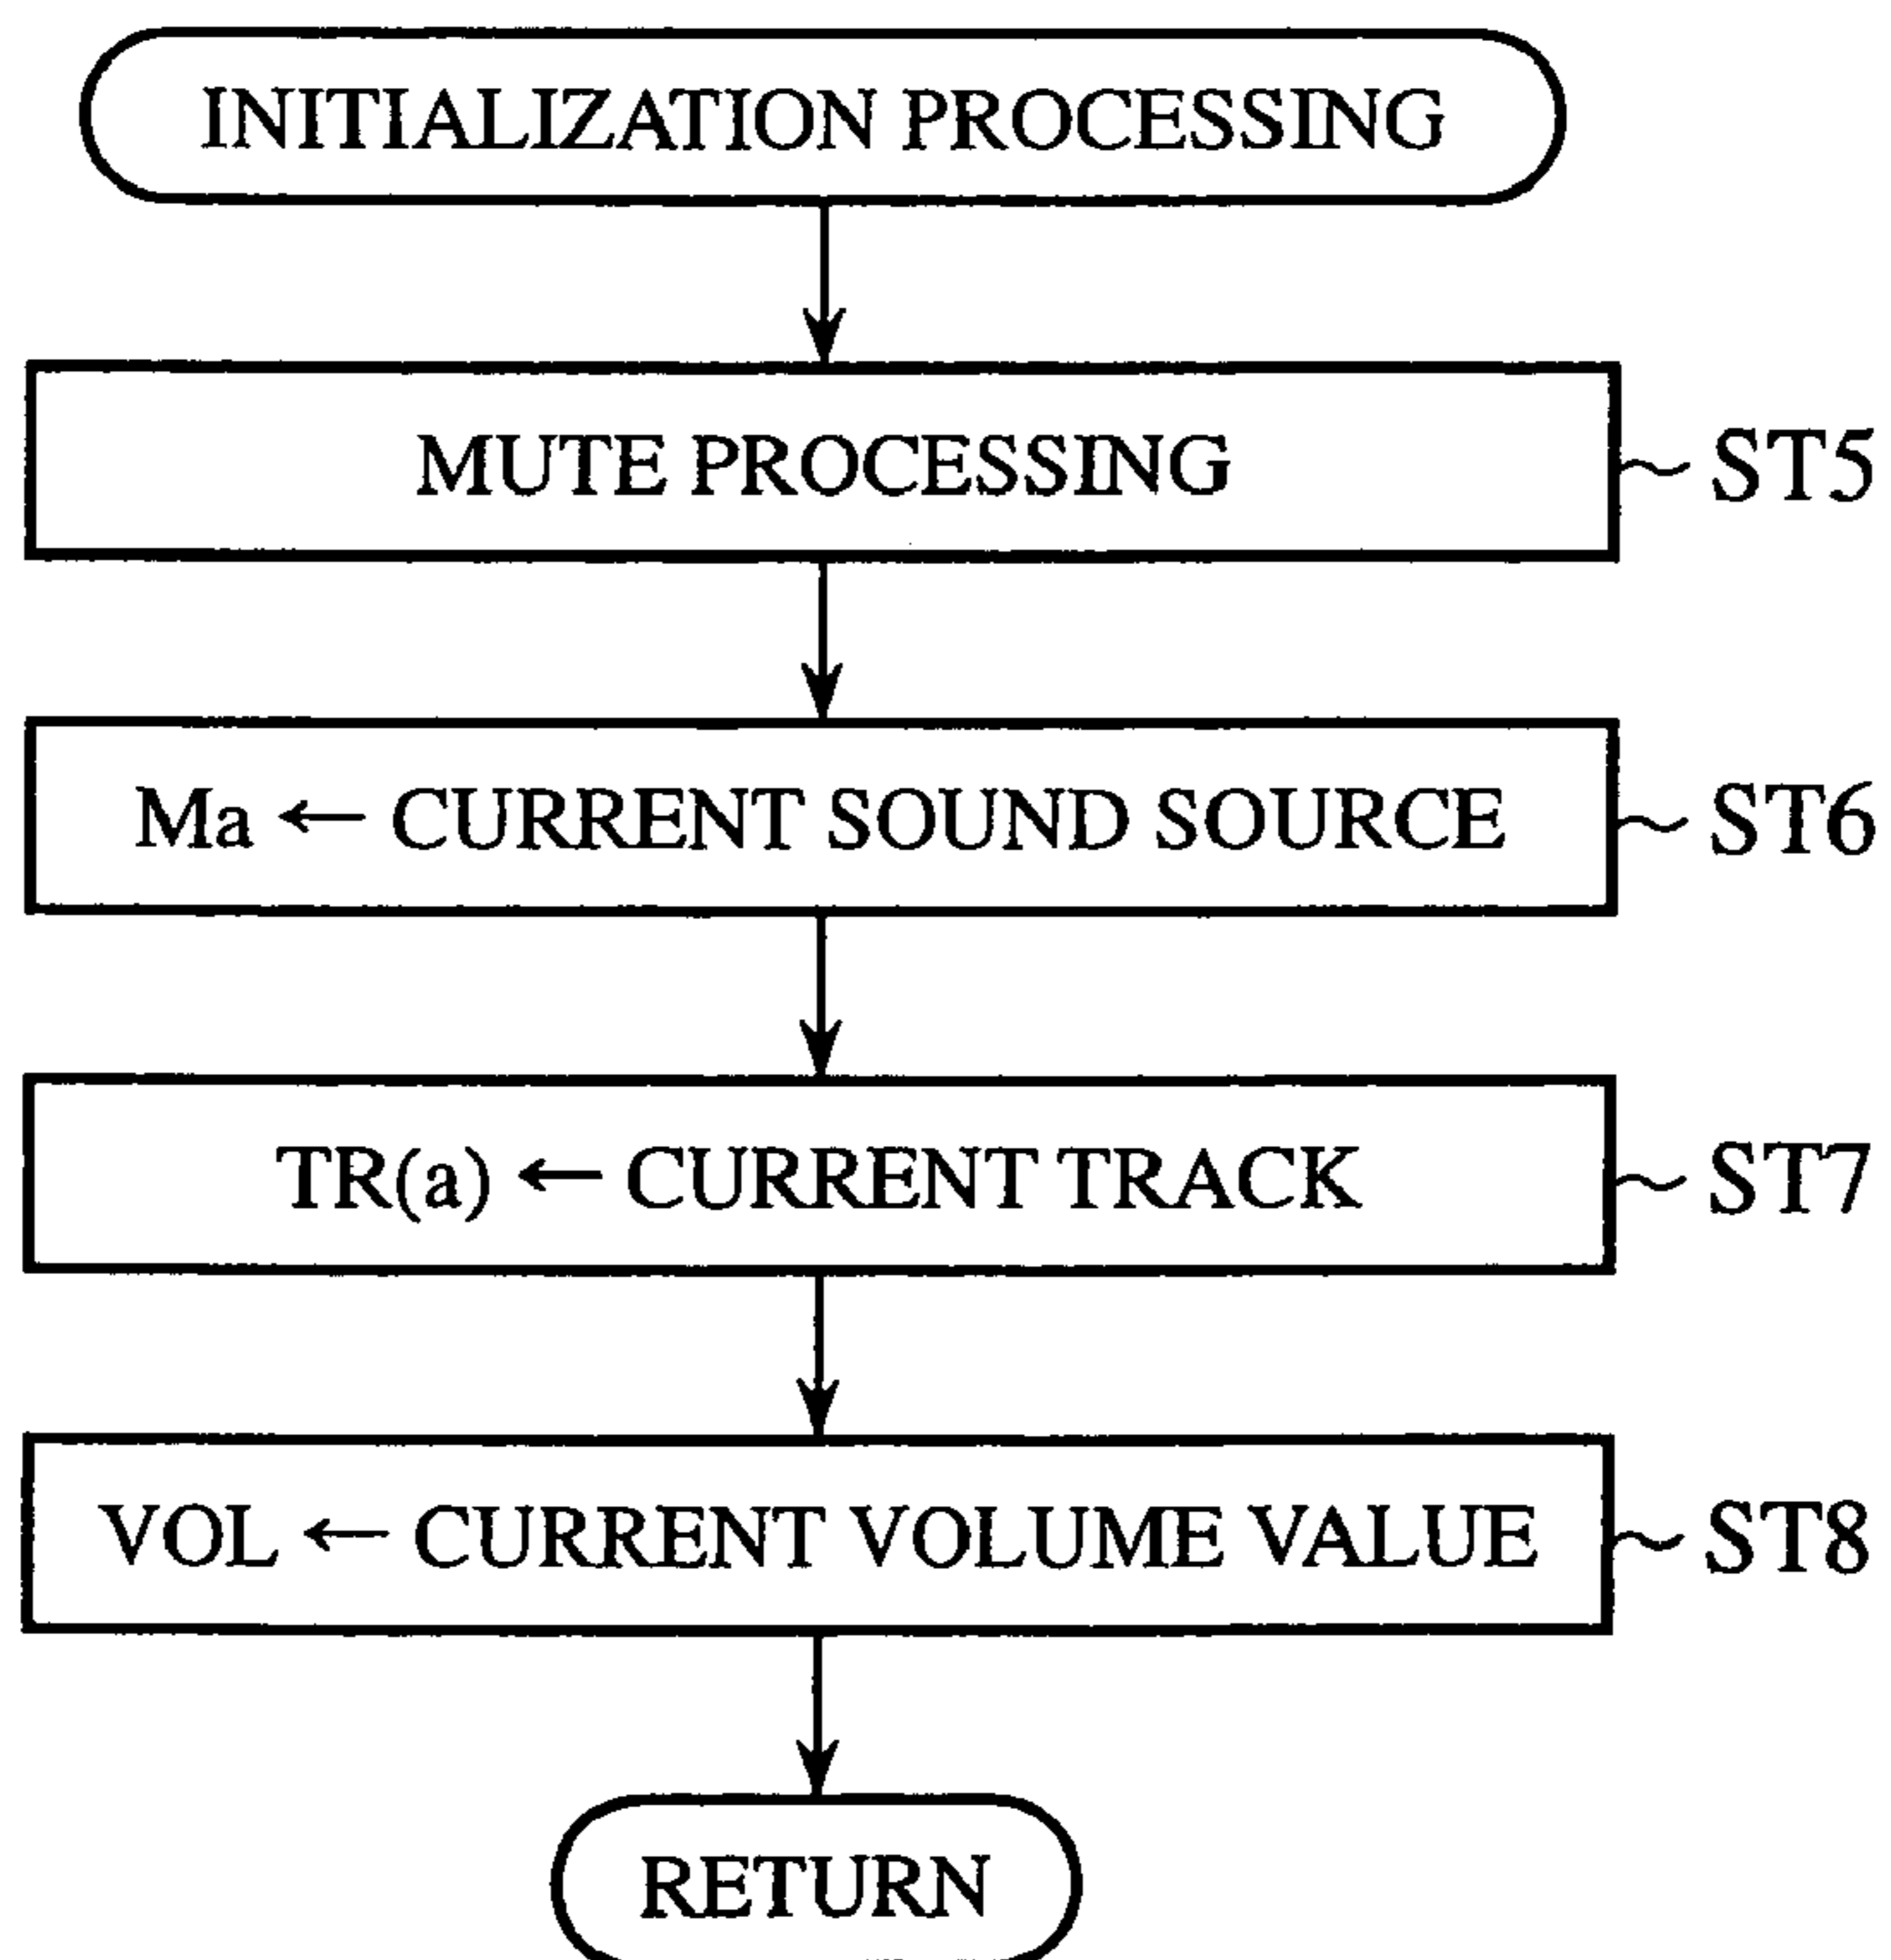 INITIALIZATION PROCESSING
MUTE PROCESSING
ST5
Ma ← CURRENT SOUND SOURCE
ST6
TR(a) ← CURRENT TRACK
ST7
VOL ← CURRENT VOLUME VALUE
ST8
RETURN